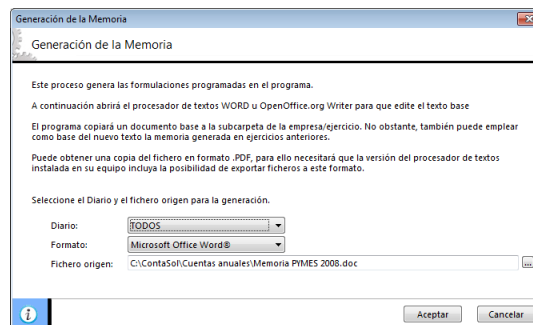 Generación de la Memoria
Generación de la Memoria
Este proceso genera las formulaciones programadas en el programa.
A continuación abrirá el procesador de textos WORD u OpenOffice.org Writer para que edite el texto base
El programa copiará un documento base a la subcarpeta de la empresa/ejercicio. No obstante, también puede emplear
como base del nuevo texto la memoria generada en ejercicios anteriores.
Puede obtener una copia del fichero en formato .PDF, para ello necesitará que la versión del procesador de textos
instalada en su equipo incluya la posibilidad de exportar ficheros a este formato.
Seleccione el Diario y el fichero origen para la generación.
Diario: TODOS
Formato: Microsoft Office Word®
Fichero origen: C:\ContaSol\Cuentas anuales\Memoria PYMES 2008.doc ...
i Aceptar Cancelar